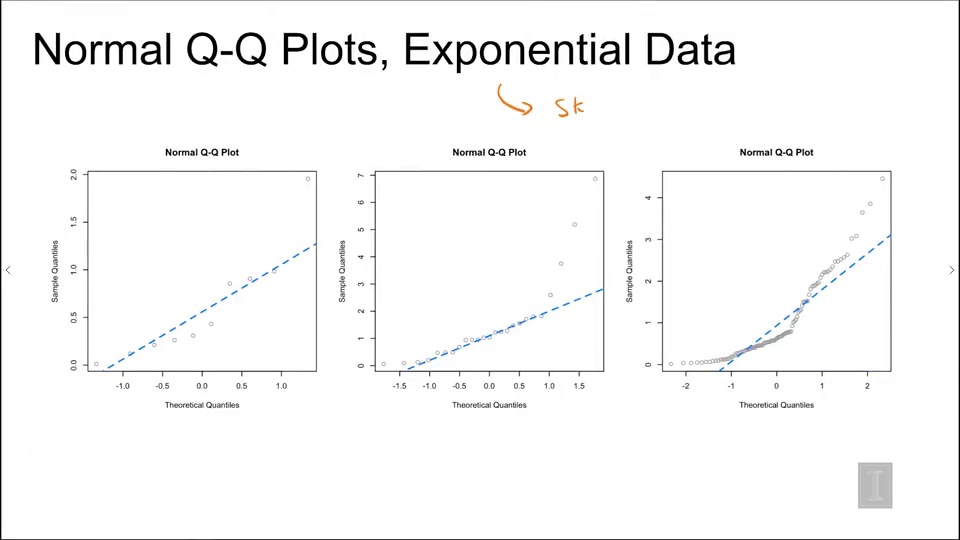 Normal Q-Q Plots, Exponential Data
Sk
Normal Q-Q Plot
Sample Quantiles
2.0
1.5
1.0
0.5
0.0
-1.0 -0.5 0.0 0.5 1.0
Theoretical Quantiles
Normal Q-Q Plot
Sample Quantiles
7
6
5
4
3
2
1
0
-1.5 -1.0 -0.5 0.0 0.5 1.0 1.5
Theoretical Quantiles
Normal Q-Q Plot
Sample Quantiles
4
3
2
1
0
-2 -1 0 1 2
Theoretical Quantiles
I